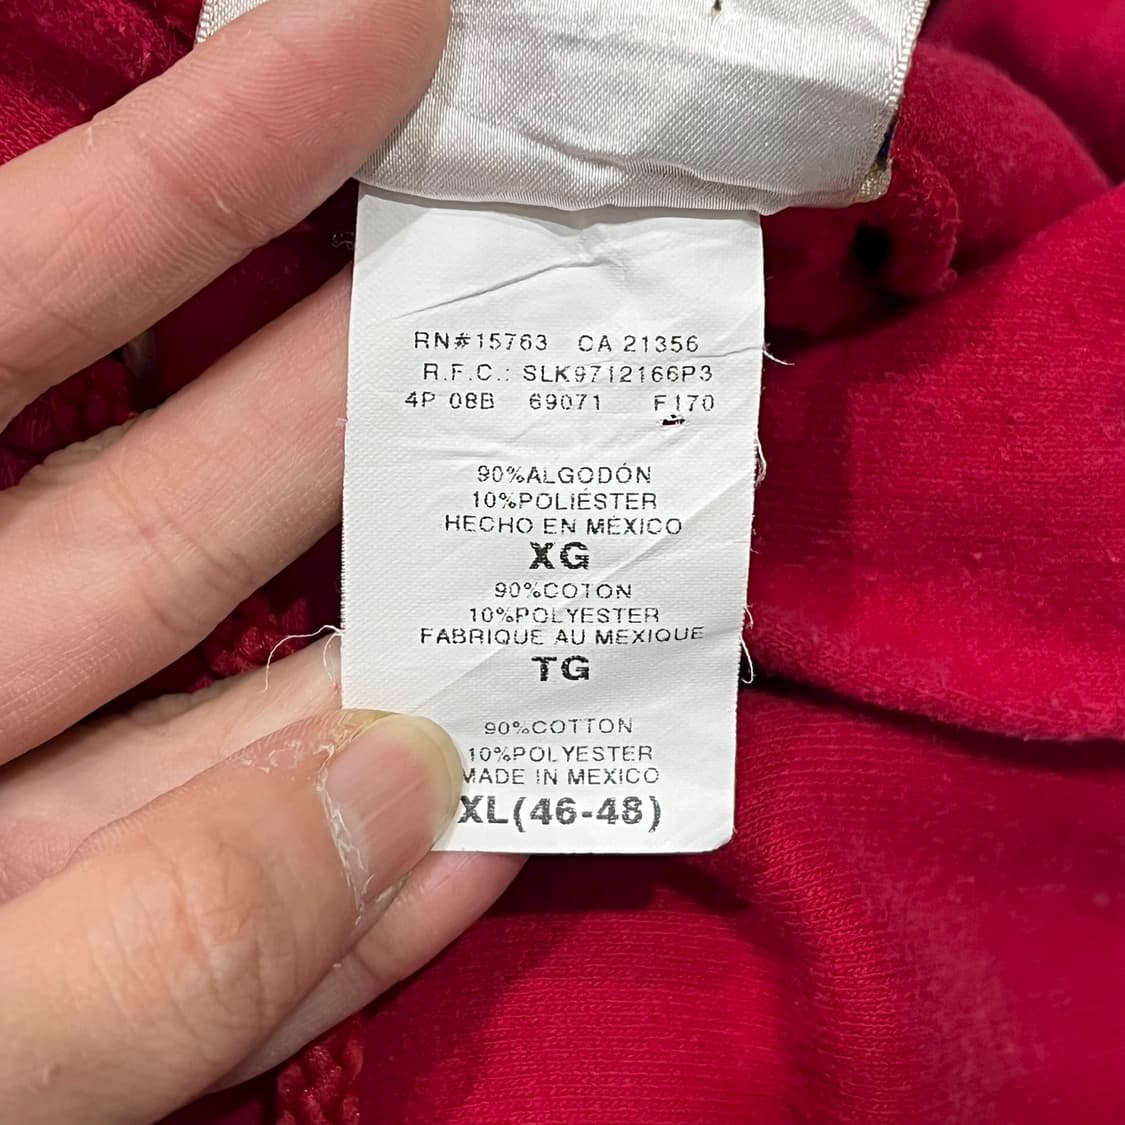 RN#15763 CA 21356
R.F.C.: SLK9712166P3
4P 08B 69071 F170
90%ALGODÓN
10%POLIÉSTER
HECHO EN MÉXICO
XG
90%COTON
10%POLYESTER
FABRIQUE AU MEXIQUE
TG
90%COTTON
10%POLYESTER
MADE IN MEXICO
XL(46-48)